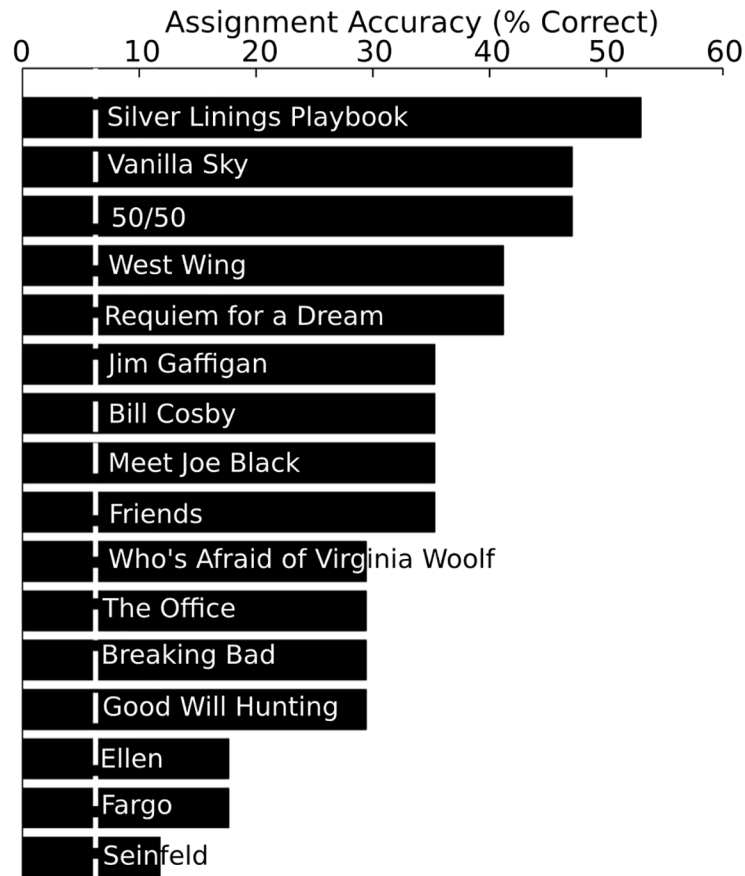 Assignment Accuracy (% Correct)
0 10 20 30 40 50 60
Silver Linings Playbook
Vanilla Sky
50/50
West Wing
Requiem for a Dream
Jim Gaffigan
Bill Cosby
Meet Joe Black
Friends
Who's Afraid of Virginia Woolf
The Office
Breaking Bad
Good Will Hunting
Ellen
Fargo
Seinfeld